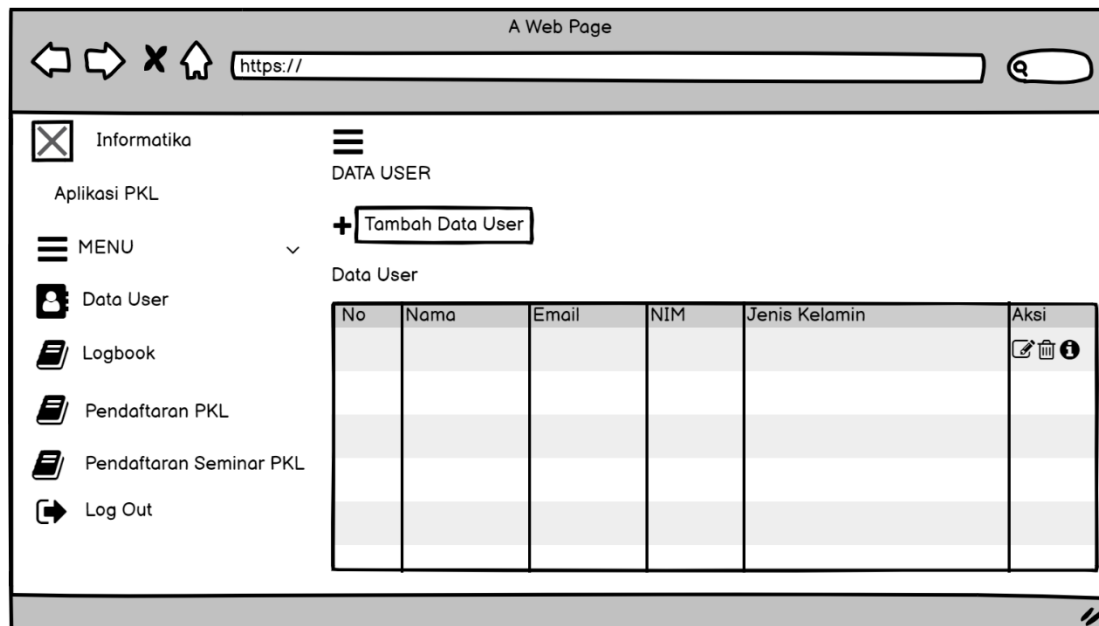 A Web Page
https://
Informatika
Aplikasi PKL
MENU
Data User
Logbook
Pendaftaran PKL
Pendaftaran Seminar PKL
Log Out
DATA USER
Tambah Data User
Data User
No Nama Email NIM Jenis Kelamin Aksi